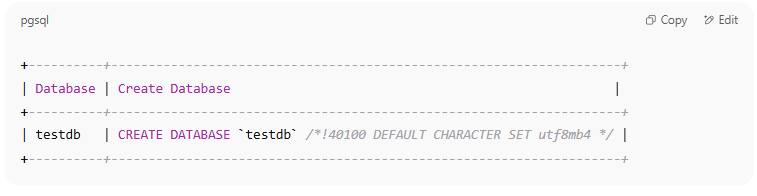 pgsql Copy Edit
+----------+---------------------------------------------------------------------+
| Database | Create Database |
+----------+---------------------------------------------------------------------+
| testdb | CREATE DATABASE `testdb` /*!40100 DEFAULT CHARACTER SET utf8mb4 */ |
+----------+---------------------------------------------------------------------+